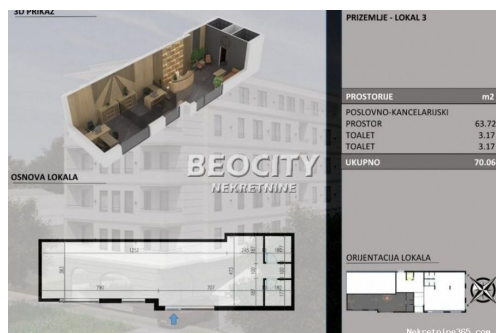 3D PRIKAZ
OSNOVA LOKALA
BEOCITY
NEKRETNINE
PRIZEMLJE - LOKAL 3
PROSTORIJE m2
POSLOVNO-KANCELARIJSKI
PROSTOR 63.72
TOALET 3.17
TOALET 3.17
UKUPNO 70.06
ORIJENTACIJA LOKALA
Nekretnine365.com